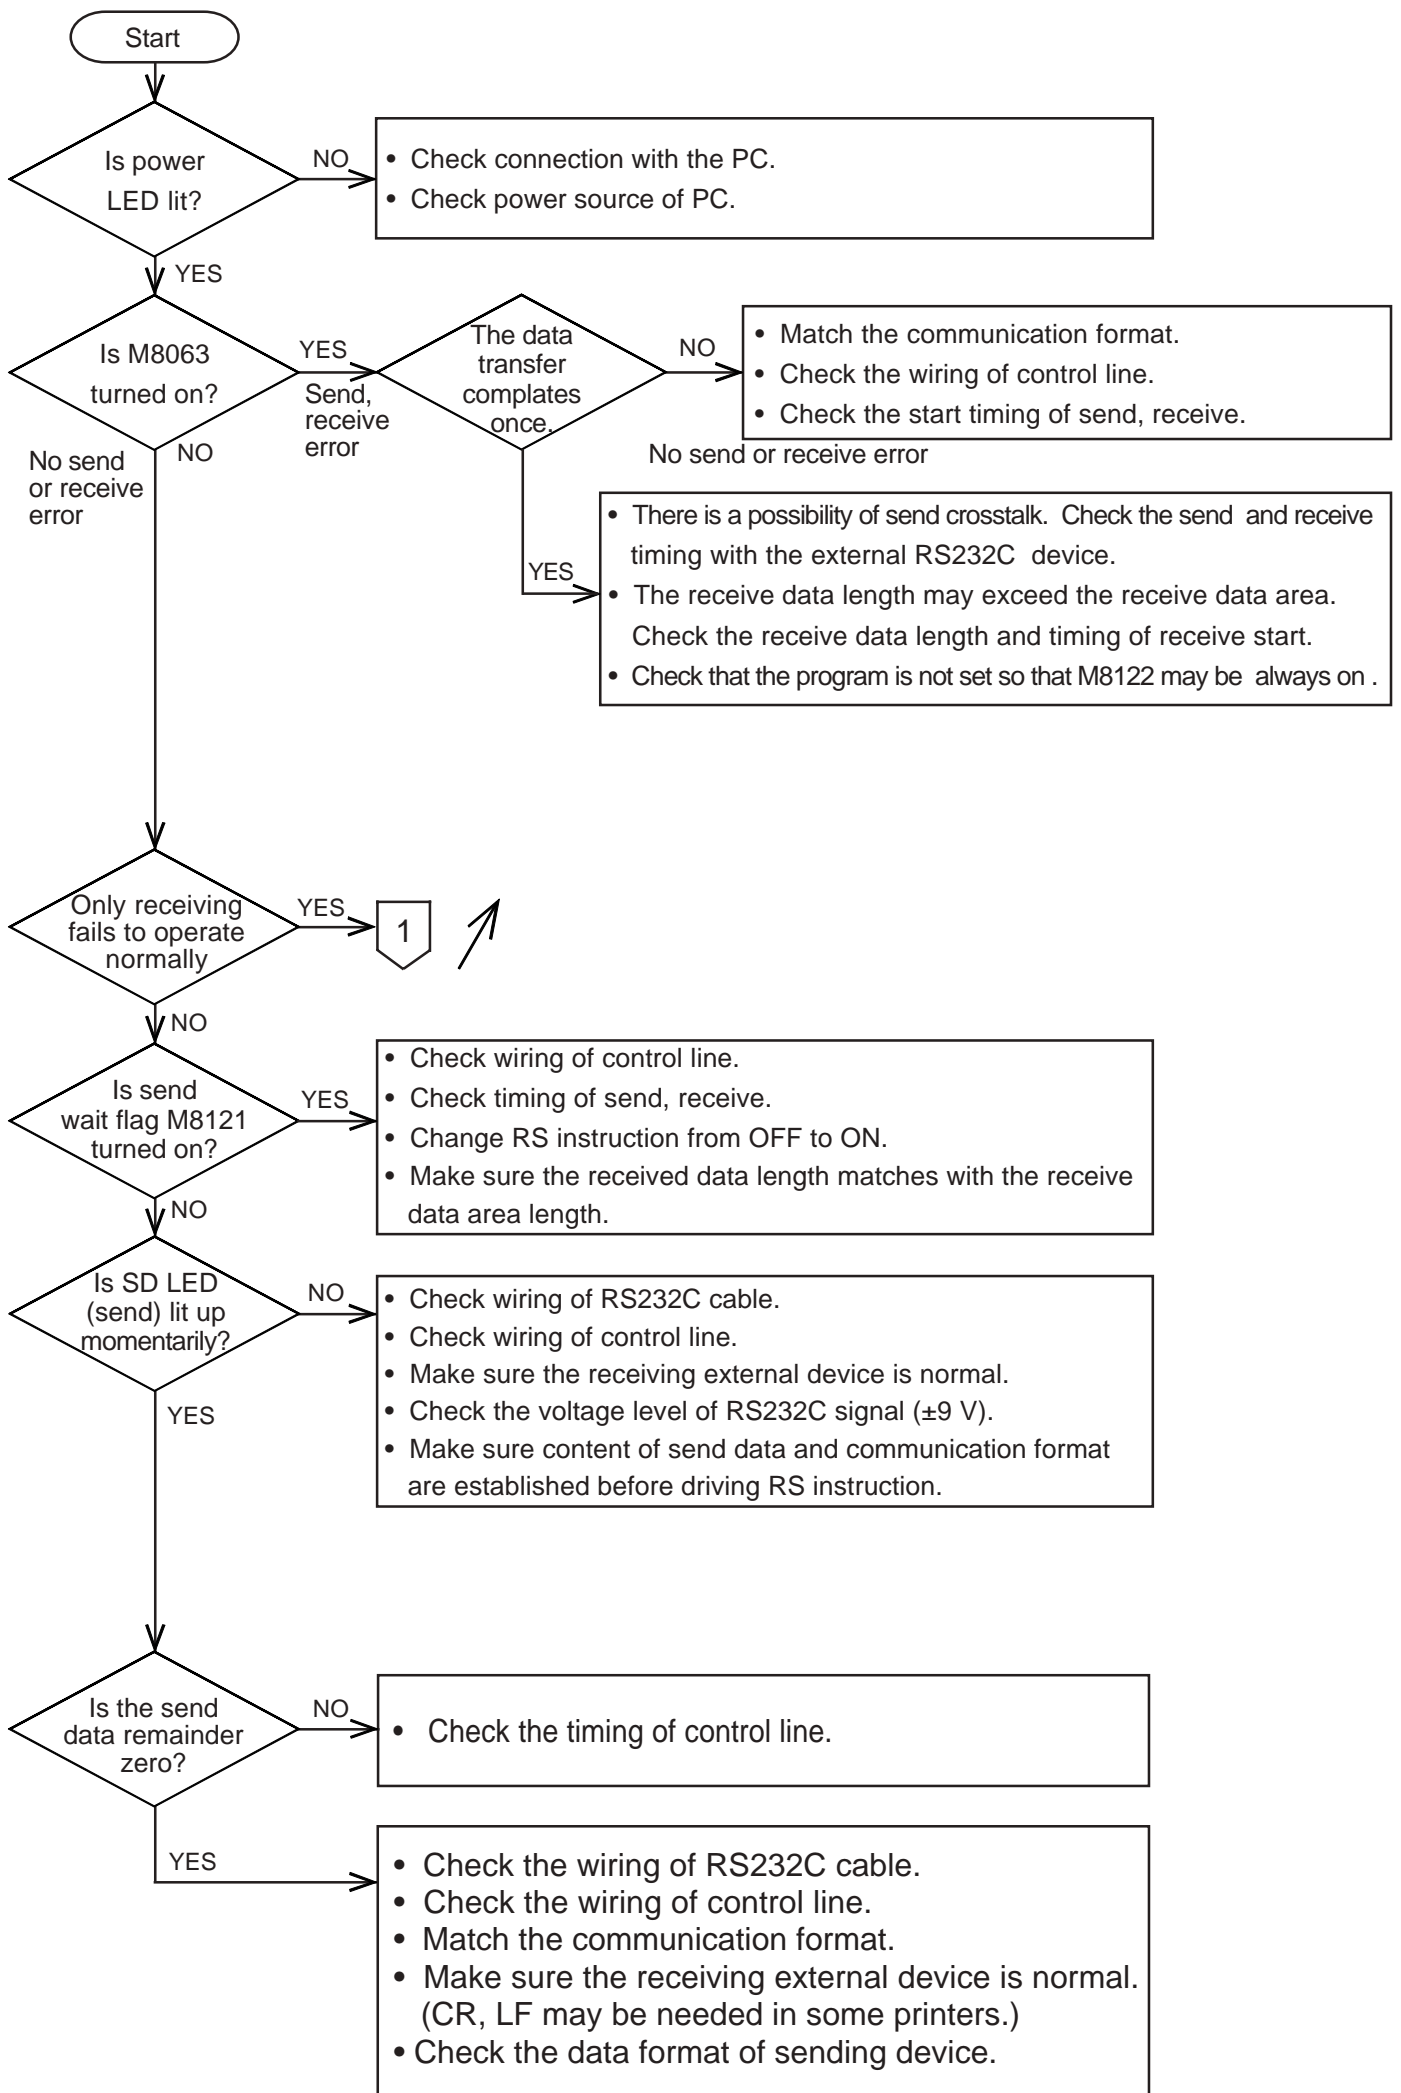 Start
Is power
LED lit?
NO
• Check connection with the PC.
• Check power source of PC.
YES
Is M8063
turned on?
YES
Send,
receive
error
The data
transfer
complates
once.
NO
• Match the communication format.
• Check the wiring of control line.
• Check the start timing of send, receive.
No send
or receive
error
NO
No send or receive error
YES
• There is a possibility of send crosstalk. Check the send and receive
timing with the external RS232C device.
• The receive data length may exceed the receive data area.
Check the receive data length and timing of receive start.
• Check that the program is not set so that M8122 may be always on .
Only receiving
fails to operate
normally
YES
1
NO
Is send
wait flag M8121
turned on?
YES
• Check wiring of control line.
• Check timing of send, receive.
• Change RS instruction from OFF to ON.
• Make sure the received data length matches with the receive
data area length.
NO
Is SD LED
(send) lit up
momentarily?
NO
• Check wiring of RS232C cable.
• Check wiring of control line.
• Make sure the receiving external device is normal.
• Check the voltage level of RS232C signal (±9 V).
• Make sure content of send data and communication format
are established before driving RS instruction.
YES
Is the send
data remainder
zero?
NO
• Check the timing of control line.
YES
• Check the wiring of RS232C cable.
• Check the wiring of control line.
• Match the communication format.
• Make sure the receiving external device is normal.
(CR, LF may be needed in some printers.)
• Check the data format of sending device.